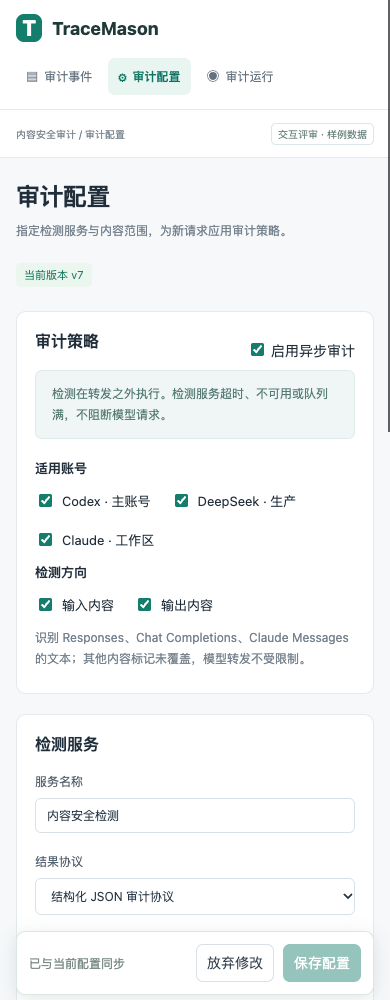 T TraceMason
审计事件 审计配置 审计运行
内容安全审计 / 审计配置 交互评审 · 样例数据
审计配置
指定检测服务与内容范围，为新请求应用审计策略。
当前版本 v7
审计策略
启用异步审计
检测在转发之外执行。检测服务超时、不可用或队列
满，不阻断模型请求。
适用账号
Codex · 主账号 DeepSeek · 生产
Claude · 工作区
检测方向
输入内容 输出内容
识别 Responses、Chat Completions、Claude Messages
的文本；其他内容标记未覆盖，模型转发不受限制。
检测服务
服务名称
内容安全检测
结果协议
结构化 JSON 审计协议
已与当前配置同步 放弃修改 保存配置